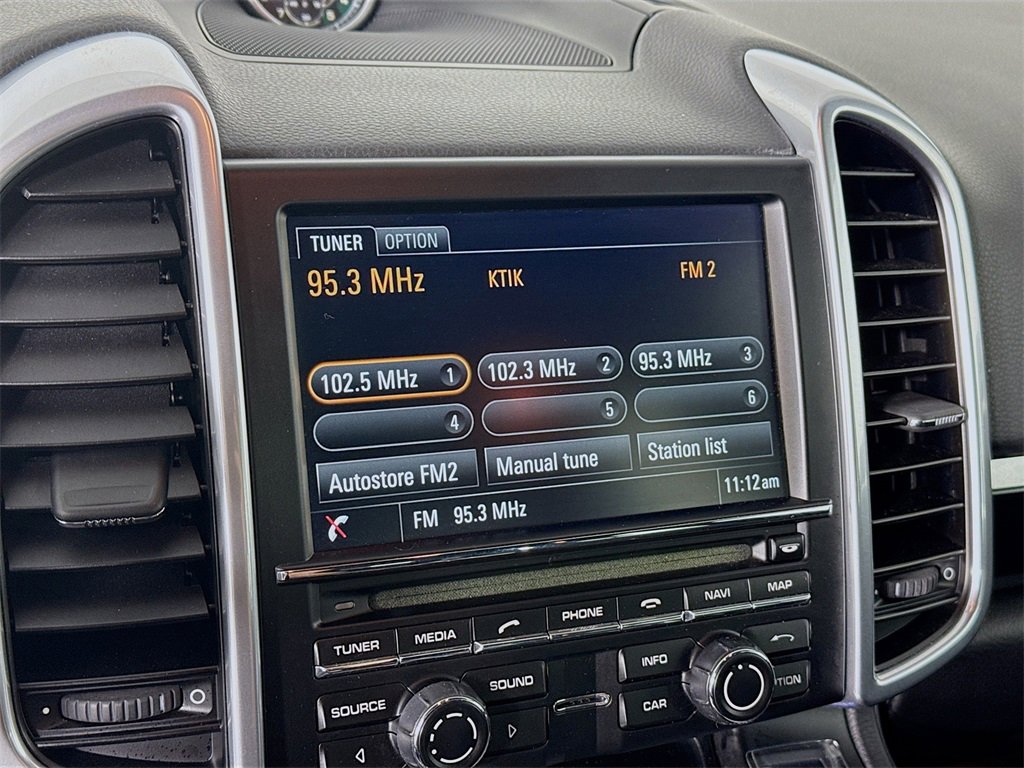 TUNER OPTION
95.3 MHz KTIK FM 2
102.5 MHz 1 102.3 MHz 2 95.3 MHz 3
4 5 6
Autostore FM2 Manual tune Station list
FM 95.3 MHz 11:12am
TUNER MEDIA PHONE NAVI MAP
SOURCE SOUND INFO
CAR